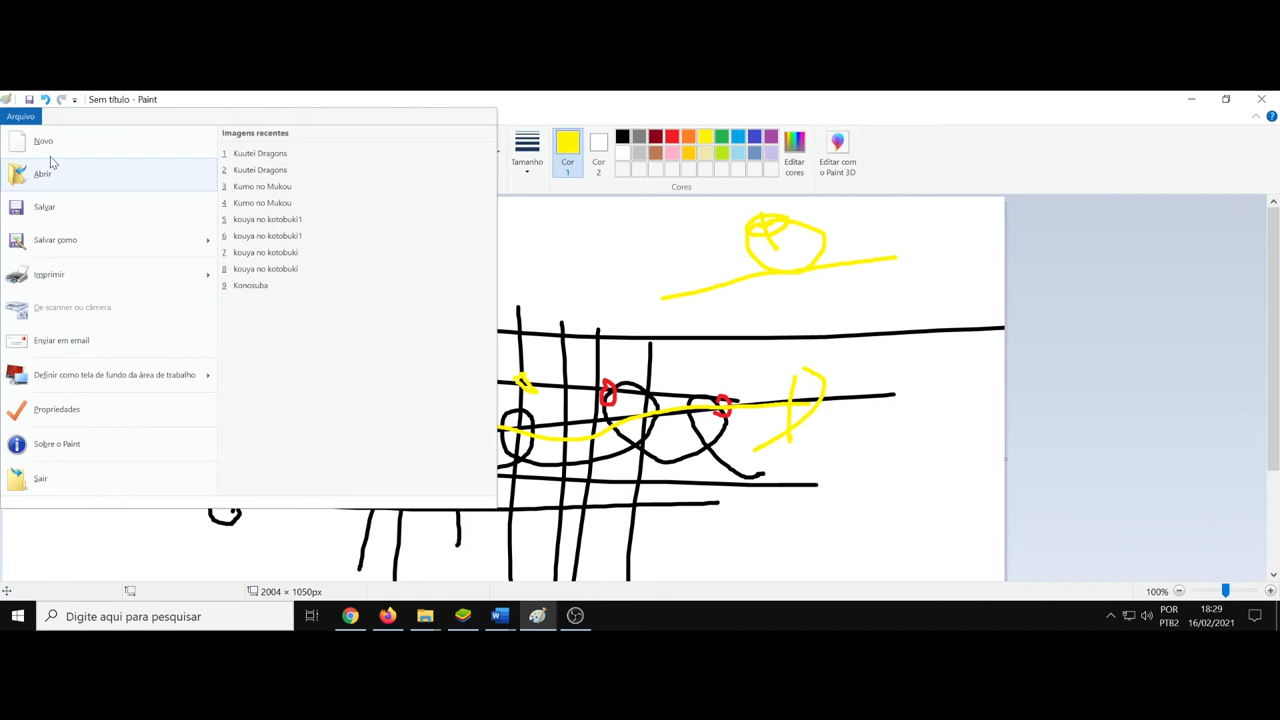 Sem título - Paint
Arquivo
Novo
Abrir
Salvar
Salvar como
Imprimir
De scanner ou câmera
Enviar em email
Definir como tela de fundo da área de trabalho
Propriedades
Sobre o Paint
Sair
Imagens recentes
1 Kuutei Dragons
2 Kuutei Dragons
3 Kumo no Mukou
4 Kumo no Mukou
5 kouya no kotobuki1
6 kouya no kotobuki1
7 kouya no kotobuki
8 kouya no kotobuki
9 Konosuba
Tamanho
Cor 1
Cor 2
Editar cores
Editar com o Paint 3D
Cores
2004 × 1050px
100%
Digite aqui para pesquisar
POR
PTB2
18:29
16/02/2021